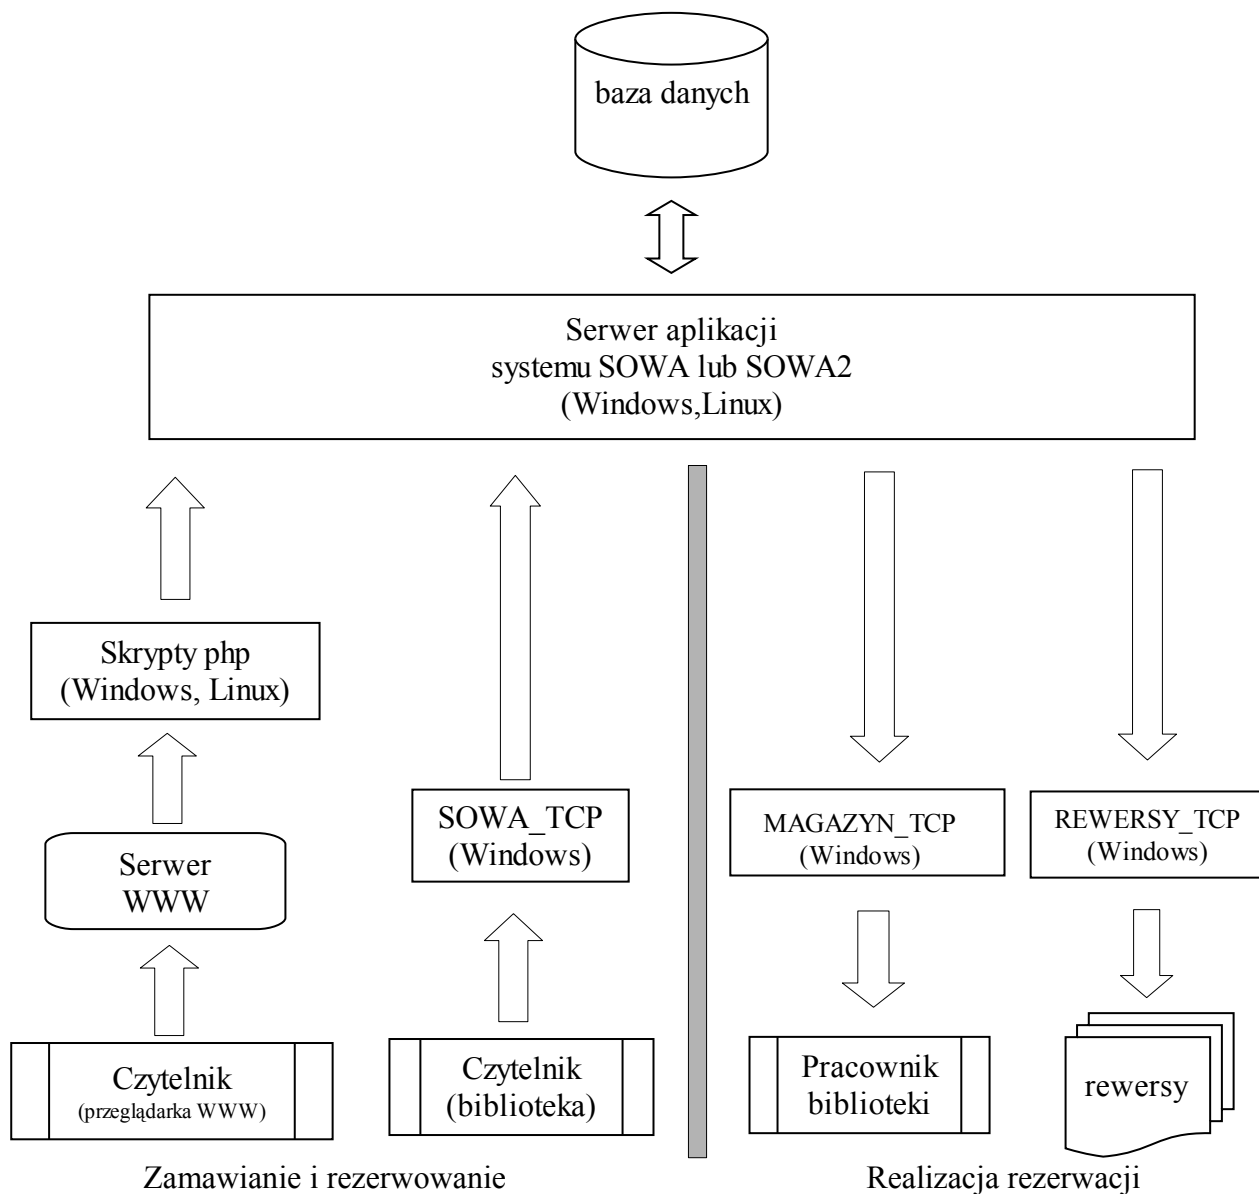 baza danych
Serwer aplikacji
systemu SOWA lub SOWA2
(Windows,Linux)
Skrypty php
(Windows, Linux)
Serwer
WWW
Czytelnik
(przeglądarka WWW)
SOWA_TCP
(Windows)
Czytelnik
(biblioteka)
Zamawianie i rezerwowanie
MAGAZYN_TCP
(Windows)
Pracownik
biblioteki
REWERSY_TCP
(Windows)
rewersy
Realizacja rezerwacji